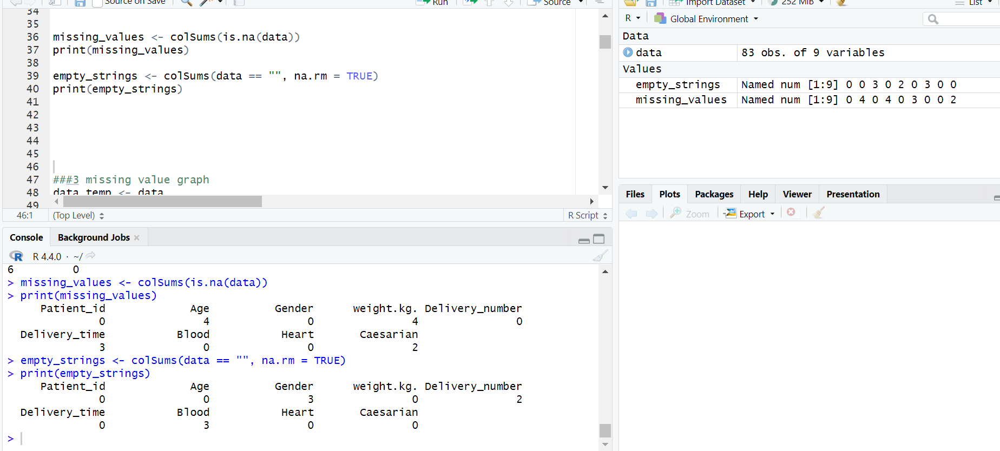 Source on Save
Run
Source
34
35
36 missing_values <- colSums(is.na(data))
37 print(missing_values)
38
39 empty_strings <- colSums(data == "", na.rm = TRUE)
40 print(empty_strings)
41
42
43
44
45
46
47 ###3 missing value graph
48 data_temp <- data
49
46:1 (Top Level) R Script
Console Background Jobs
R R 4.4.0 · ~/
6 0
> missing_values <- colSums(is.na(data))
> print(missing_values)
Patient_id Age Gender weight.kg. Delivery_number
0 4 0 4 0
Delivery_time Blood Heart Caesarian
3 0 0 2
> empty_strings <- colSums(data == "", na.rm = TRUE)
> print(empty_strings)
Patient_id Age Gender weight.kg. Delivery_number
0 0 3 0 2
Delivery_time Blood Heart Caesarian
0 3 0 0
>
Import Dataset 252 MiB List
R Global Environment
Data
data 83 obs. of 9 variables
Values
empty_strings Named num [1:9] 0 0 3 0 2 0 3 0 0
missing_values Named num [1:9] 0 4 0 4 0 3 0 0 2
Files Plots Packages Help Viewer Presentation
Zoom Export